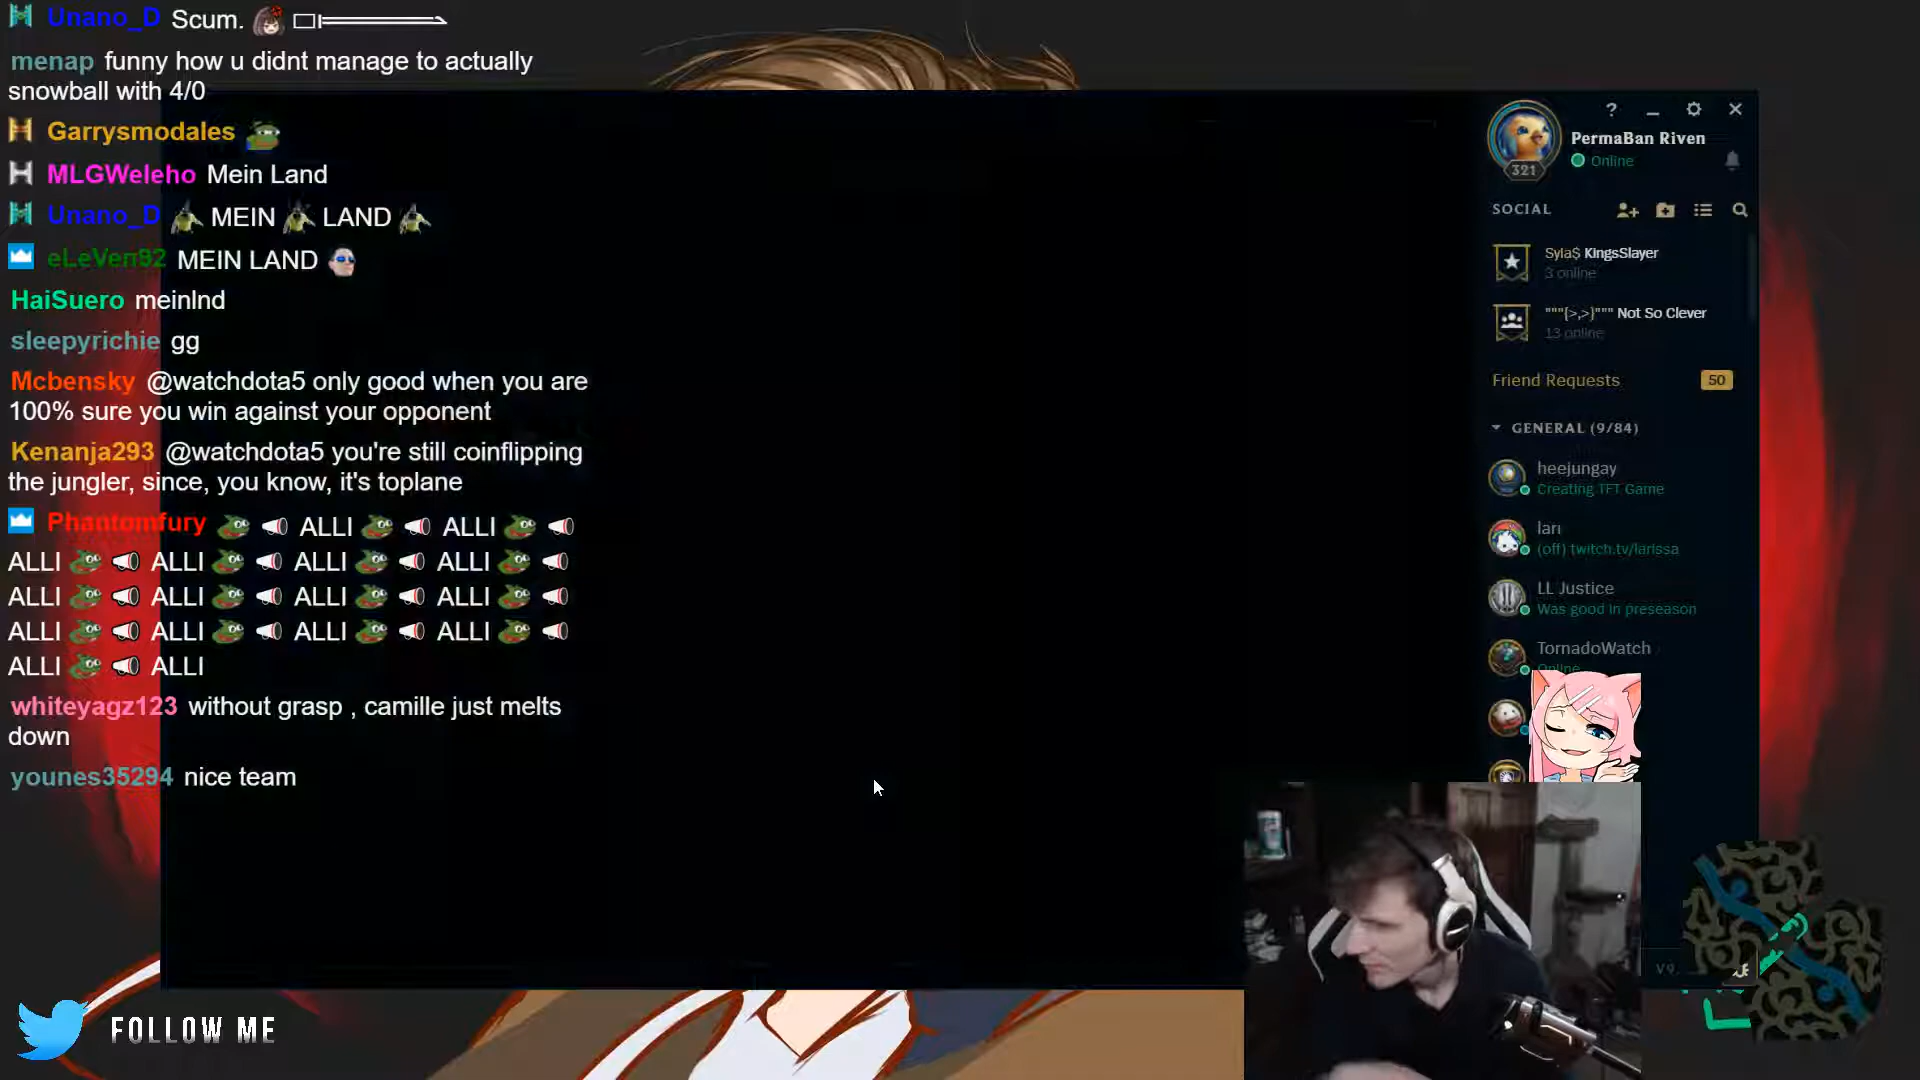 Unano_D Scum.
menap funny how u didnt manage to actually
snowball with 4/0
Garrysmodales
MLGWeleho Mein Land
Unano_D MEIN LAND
eLeVen92 MEIN LAND
HaiSuero meinlnd
sleepyrichie gg
Mcbensky @watchdota5 only good when you are
100% sure you win against your opponent
Kenanja293 @watchdota5 you're still coinflipping
the jungler, since, you know, it's toplane
Phantomfury ALLI ALLI
ALLI ALLI ALLI ALLI
ALLI ALLI ALLI ALLI
ALLI ALLI ALLI ALLI
ALLI ALLI
whiteyagz123 without grasp , camille just melts
down
younes35294 nice team
FOLLOW ME
?
PermaBan Riven
Online
321
SOCIAL
Syla$ KingsSlayer
3 online
"""[>,>]""" Not So Clever
13 online
Friend Requests 50
GENERAL (9/84)
heejungay
Creating TFT Game
lari
(off) twitch.tv/larissa
LL Justice
Was good in preseason
TornadoWatch
Online
V9.